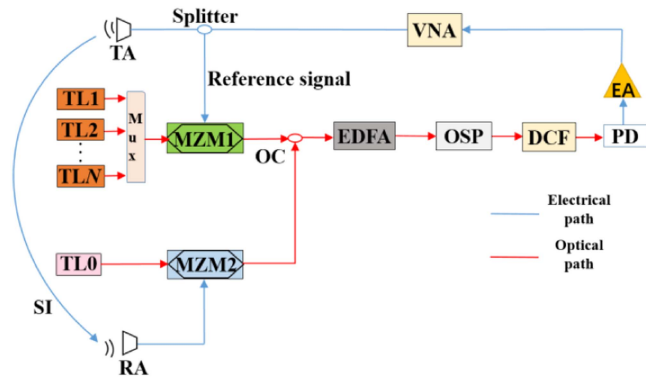 Splitter
TA
VNA
Reference signal
EA
TL1
TL2
TLN
Mux
MZM1
OC
EDFA
OSP
DCF
PD
Electrical
path
Optical
path
TL0
MZM2
SI
RA